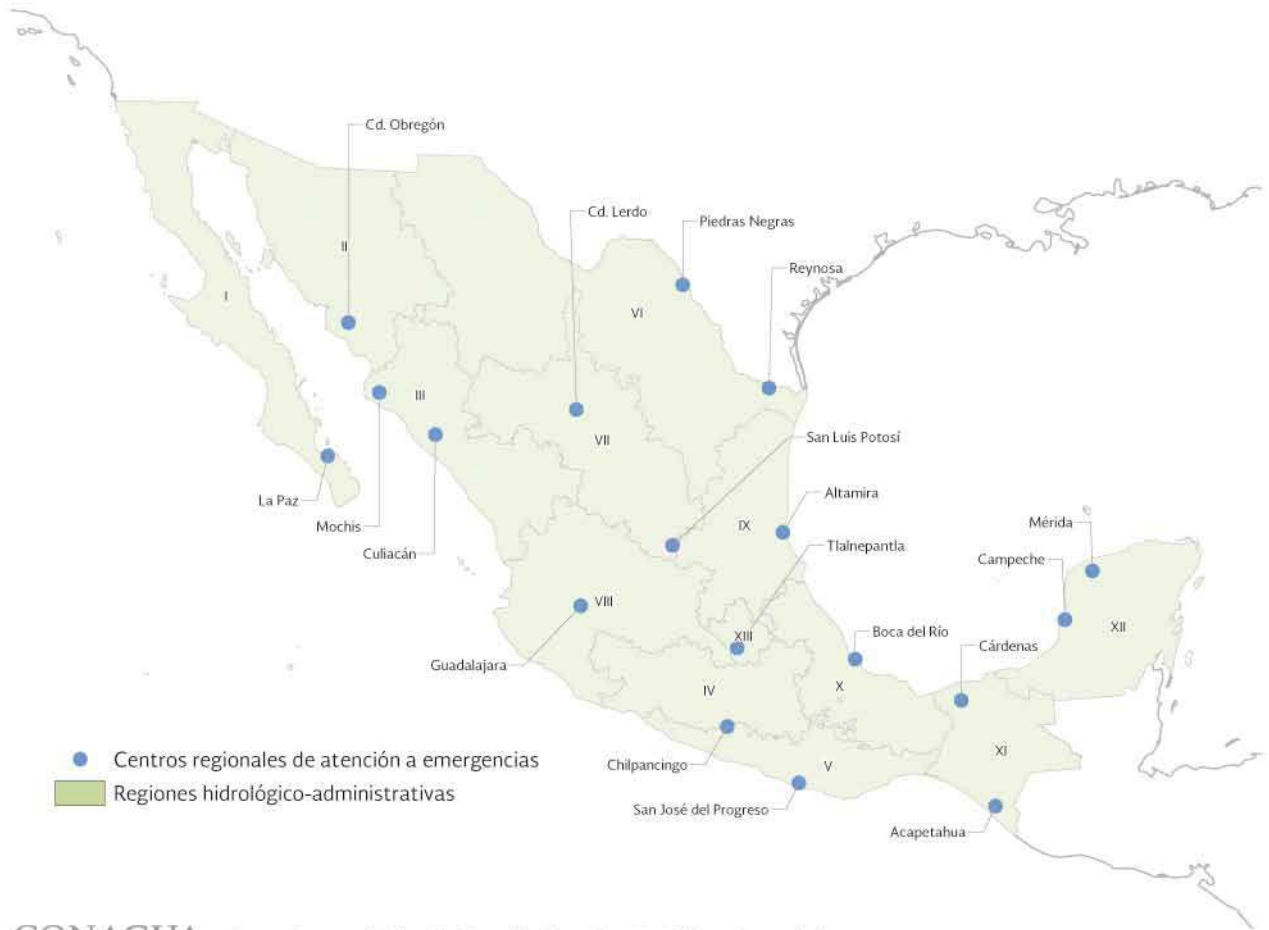 Cd. Obregón
Cd. Lerdo
Piedras Negras
Reynosa
II
I
VI
III
VII
San Luis Potosí
La Paz
Mochis
Culiacán
IX
Altamira
Tlalnepantla
Mérida
Campeche
VIII
XIII
XII
Guadalajara
Boca del Río
Cárdenas
IV
X
XI
Chilpancingo
V
San José del Progreso
Acapetahua
Centros regionales de atención a emergencias
Regiones hidrológico-administrativas
CONAGUA